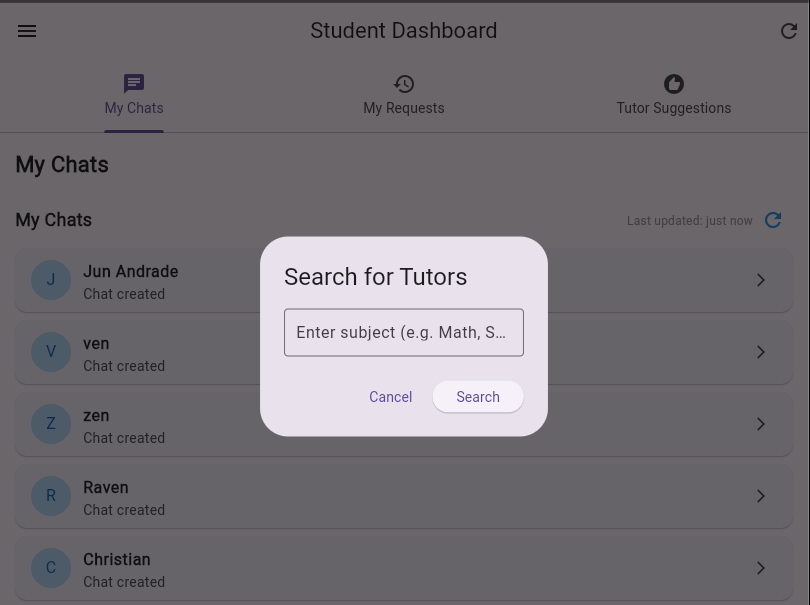 Student Dashboard
My Chats
My Requests
Tutor Suggestions
My Chats
My Chats
Last updated: just now
J
Jun Andrade
Chat created
V
ven
Chat created
Z
zen
Chat created
R
Raven
Chat created
C
Christian
Chat created
Search for Tutors
Enter subject (e.g. Math, S...
Cancel
Search